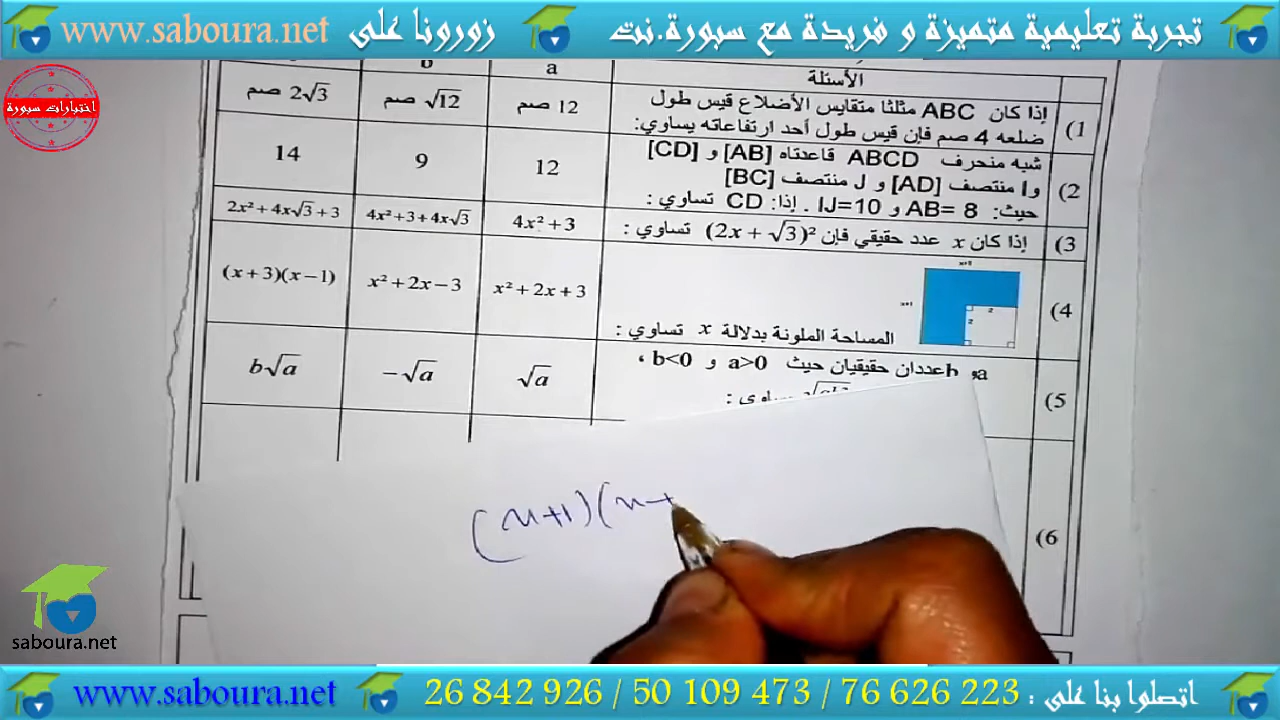 تجربة تعليمية متميزة و فريدة مع سبورة.نت زورونا على www.saboura.net
اختبارات سبورة
الأسئلة a b
1) إذا كان ABC مثلثا متقايس الأضلاع قيس طول
ضلعه 4 صم فإن قيس طول أحد ارتفاعاته يساوي:
12 صم
√12 صم
2√3 صم
2) شبه منحرف ABCD قاعدتاه [AB] و [CD]
و I منتصف [AD] و J منتصف [BC]
حيث: AB= 8 و IJ=10 . إذا: CD تساوي :
12
9
14
3) إذا كان x عدد حقيقي فإن (2x + √3)² تساوي :
4x² + 3
4x² + 3 + 4x√3
2x² + 4x√3 + 3
4) x+1
x+1
2
2
المساحة الملونة بدلالة x تساوي :
x² + 2x + 3
x² + 2x − 3
(x + 3)(x − 1)
5) a، b عددان حقيقيان حيث a>0 و b<0 ،
√a
−√a
b√a
6)
(x+1)(x+
saboura.net
www.saboura.net اتصلوا بنا على : 26 842 926 / 50 109 473 / 76 626 223